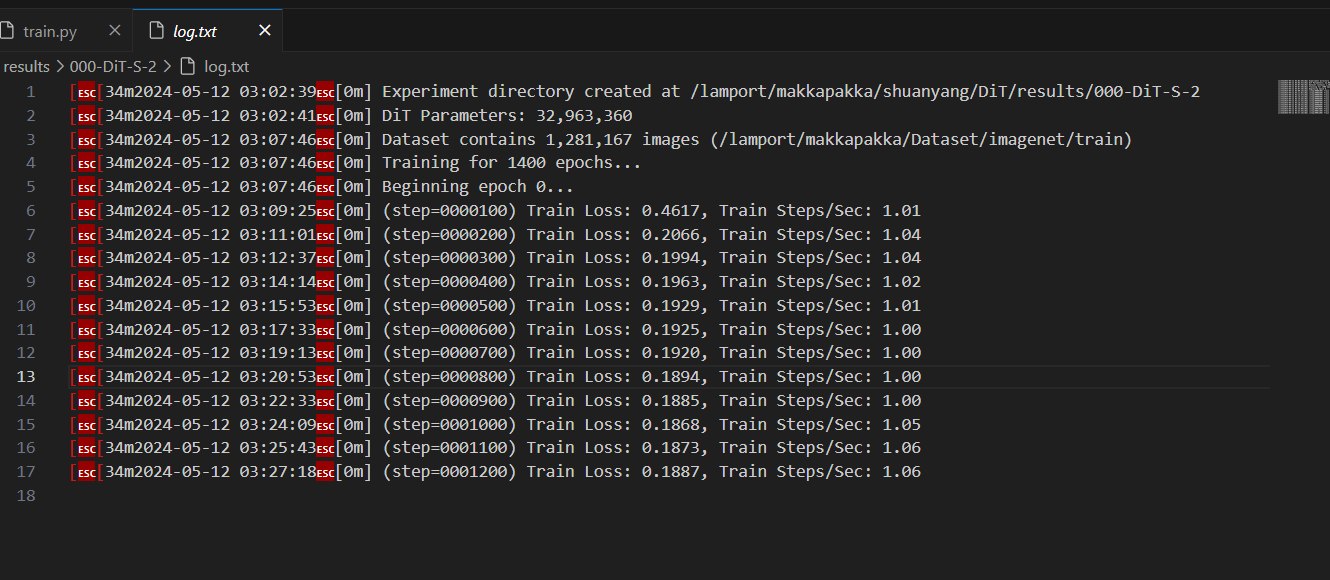 train.py
log.txt
results > 000-DiT-S-2 > log.txt
1 [ESC[34m2024-05-12 03:02:39ESC[0m] Experiment directory created at /lamport/makkapakka/shuanyang/DiT/results/000-DiT-S-2
2 [ESC[34m2024-05-12 03:02:41ESC[0m] DiT Parameters: 32,963,360
3 [ESC[34m2024-05-12 03:07:46ESC[0m] Dataset contains 1,281,167 images (/lamport/makkapakka/Dataset/imagenet/train)
4 [ESC[34m2024-05-12 03:07:46ESC[0m] Training for 1400 epochs...
5 [ESC[34m2024-05-12 03:07:46ESC[0m] Beginning epoch 0...
6 [ESC[34m2024-05-12 03:09:25ESC[0m] (step=0000100) Train Loss: 0.4617, Train Steps/Sec: 1.01
7 [ESC[34m2024-05-12 03:11:01ESC[0m] (step=0000200) Train Loss: 0.2066, Train Steps/Sec: 1.04
8 [ESC[34m2024-05-12 03:12:37ESC[0m] (step=0000300) Train Loss: 0.1994, Train Steps/Sec: 1.04
9 [ESC[34m2024-05-12 03:14:14ESC[0m] (step=0000400) Train Loss: 0.1963, Train Steps/Sec: 1.02
10 [ESC[34m2024-05-12 03:15:53ESC[0m] (step=0000500) Train Loss: 0.1929, Train Steps/Sec: 1.01
11 [ESC[34m2024-05-12 03:17:33ESC[0m] (step=0000600) Train Loss: 0.1925, Train Steps/Sec: 1.00
12 [ESC[34m2024-05-12 03:19:13ESC[0m] (step=0000700) Train Loss: 0.1920, Train Steps/Sec: 1.00
13 [ESC[34m2024-05-12 03:20:53ESC[0m] (step=0000800) Train Loss: 0.1894, Train Steps/Sec: 1.00
14 [ESC[34m2024-05-12 03:22:33ESC[0m] (step=0000900) Train Loss: 0.1885, Train Steps/Sec: 1.00
15 [ESC[34m2024-05-12 03:24:09ESC[0m] (step=0001000) Train Loss: 0.1868, Train Steps/Sec: 1.05
16 [ESC[34m2024-05-12 03:25:43ESC[0m] (step=0001100) Train Loss: 0.1873, Train Steps/Sec: 1.06
17 [ESC[34m2024-05-12 03:27:18ESC[0m] (step=0001200) Train Loss: 0.1887, Train Steps/Sec: 1.06
18